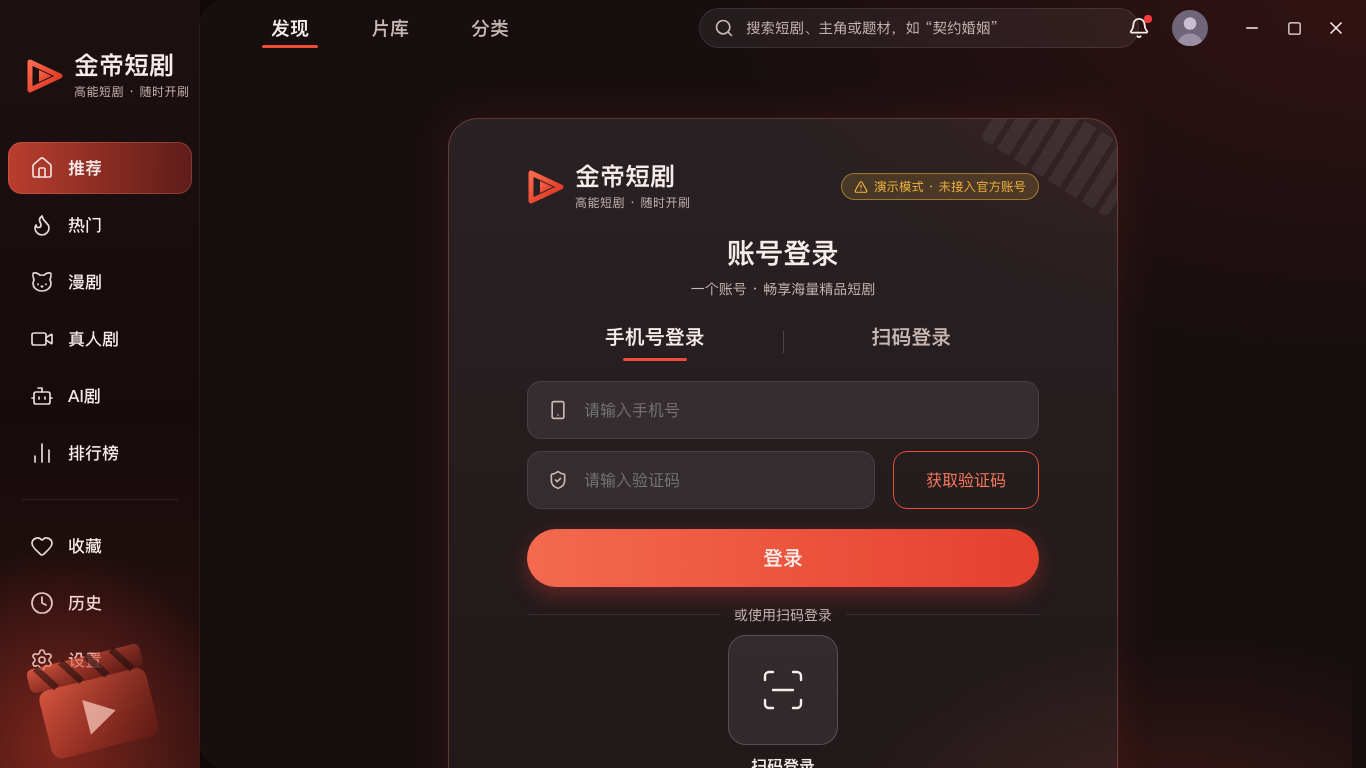 发现
片库
分类
搜索短剧、主角或题材，如 “契约婚姻”
金帝短剧
高能短剧 · 随时开刷
推荐
热门
漫剧
真人剧
AI剧
排行榜
收藏
历史
设置
金帝短剧
高能短剧 · 随时开刷
演示模式 · 未接入官方账号
账号登录
一个账号 · 畅享海量精品短剧
手机号登录
扫码登录
请输入手机号
请输入验证码
获取验证码
登录
或使用扫码登录
扫码登录